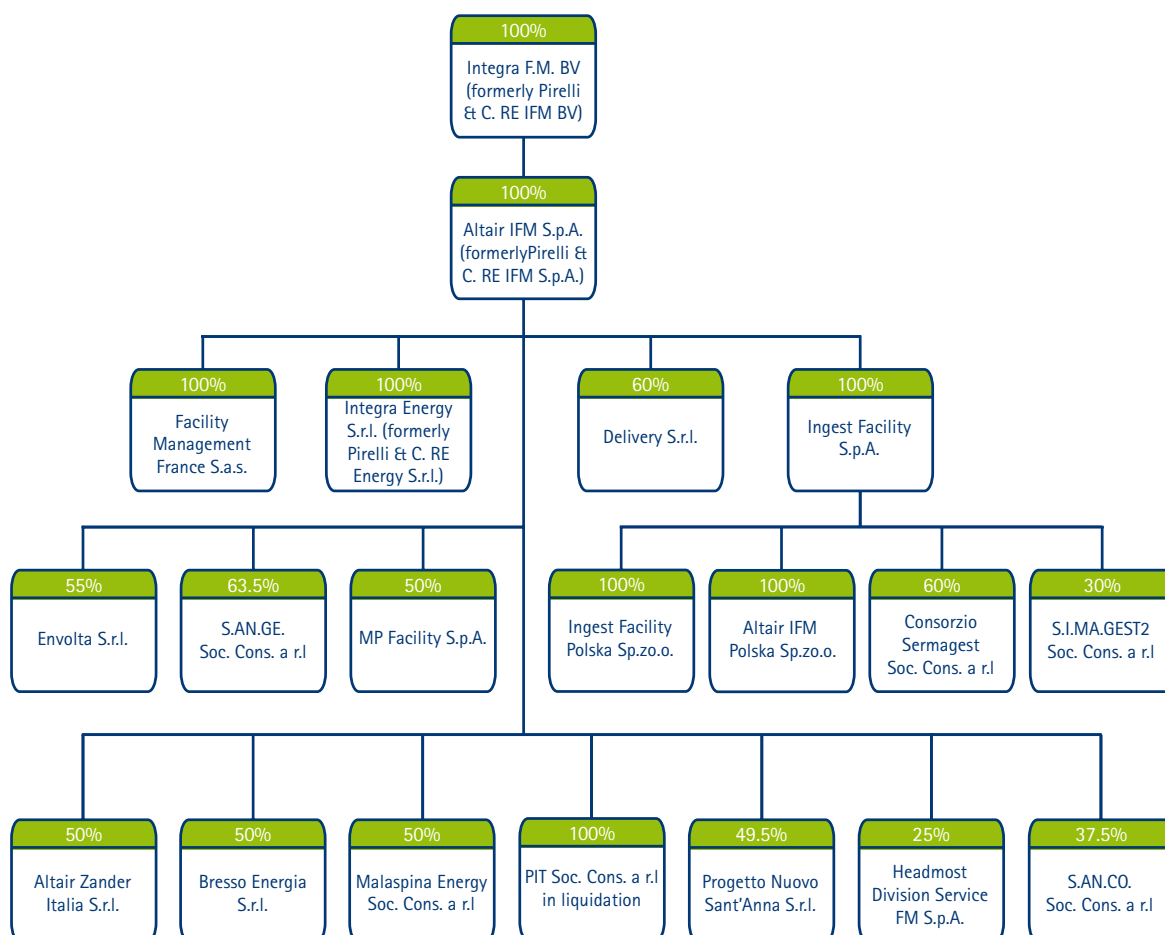 100%
Integra F.M. BV
(formerly Pirelli
& C. RE IFM BV)
100%
Altair IFM S.p.A.
(formerlyPirelli &
C. RE IFM S.p.A.)
100%
Facility
Management
France S.a.s.
100%
Integra Energy
S.r.l. (formerly
Pirelli & C. RE
Energy S.r.l.)
60%
Delivery S.r.l.
100%
Ingest Facility
S.p.A.
55%
Envolta S.r.l.
63.5%
S.AN.GE.
Soc. Cons. a r.l
50%
MP Facility S.p.A.
100%
Ingest Facility
Polska Sp.zo.o.
100%
Altair IFM
Polska Sp.zo.o.
60%
Consorzio
Sermagest
Soc. Cons. a r.l
30%
S.I.MA.GEST2
Soc. Cons. a r.l
50%
Altair Zander
Italia S.r.l.
50%
Bresso Energia
S.r.l.
50%
Malaspina Energy
Soc. Cons. a r.l
100%
PIT Soc. Cons. a r.l
in liquidation
49.5%
Progetto Nuovo
Sant’Anna S.r.l.
25%
Headmost
Division Service
FM S.p.A.
37.5%
S.AN.CO.
Soc. Cons. a r.l